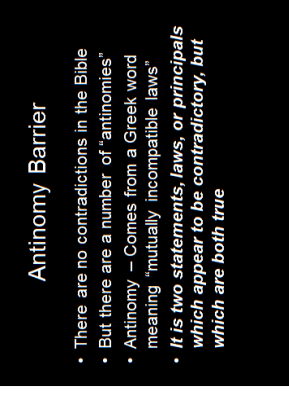 Antinomy Barrier
• There are no contradictions in the Bible
• But there are a number of “antinomies”
• Antinomy – Comes from a Greek word
meaning “mutually incompatible laws”
• It is two statements, laws, or principals
which appear to be contradictory, but
which are both true